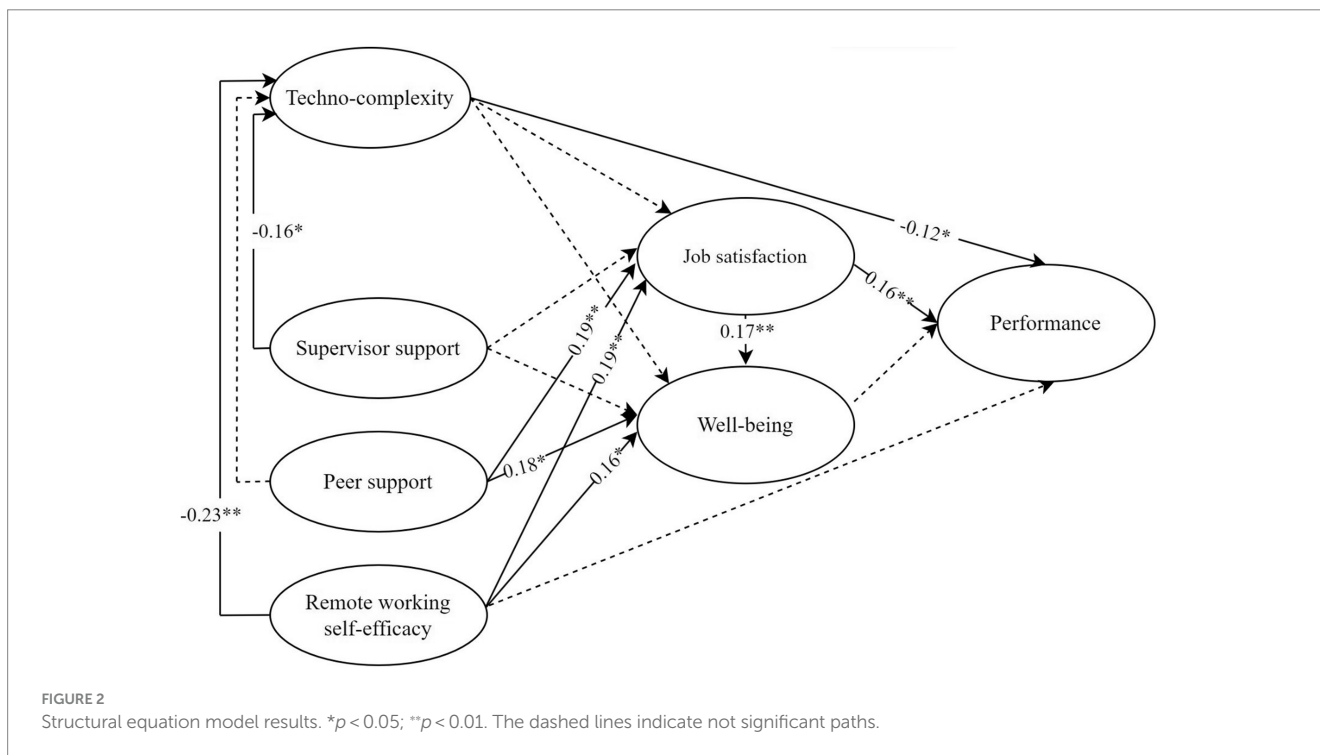 Techno-complexity
-0.16*
-0.12*
Job satisfaction
0.16**
0.19**
0.19**
0.17**
Performance
Supervisor support
Well-being
Peer support
0.18*
0.16*
-0.23**
Remote working
self-efficacy
FIGURE 2
Structural equation model results. *p < 0.05; **p < 0.01. The dashed lines indicate not significant paths.